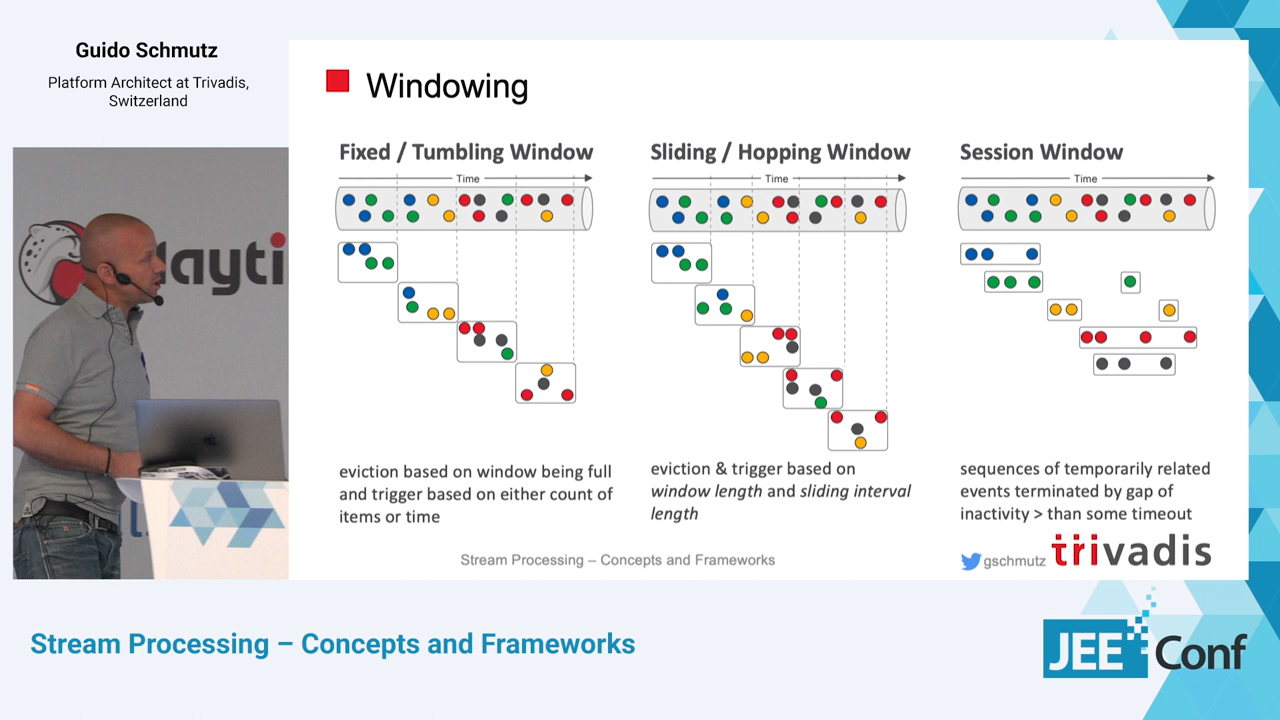 Guido Schmutz
Platform Architect at Trivadis,
Switzerland
Windowing
Fixed / Tumbling Window
Time
eviction based on window being full
and trigger based on either count of
items or time
Sliding / Hopping Window
Time
eviction & trigger based on
window length and sliding interval
length
Session Window
Time
sequences of temporarily related
events terminated by gap of
inactivity > than some timeout
Stream Processing – Concepts and Frameworks
gschmutz
trivadis
Stream Processing – Concepts and Frameworks
JEE Conf